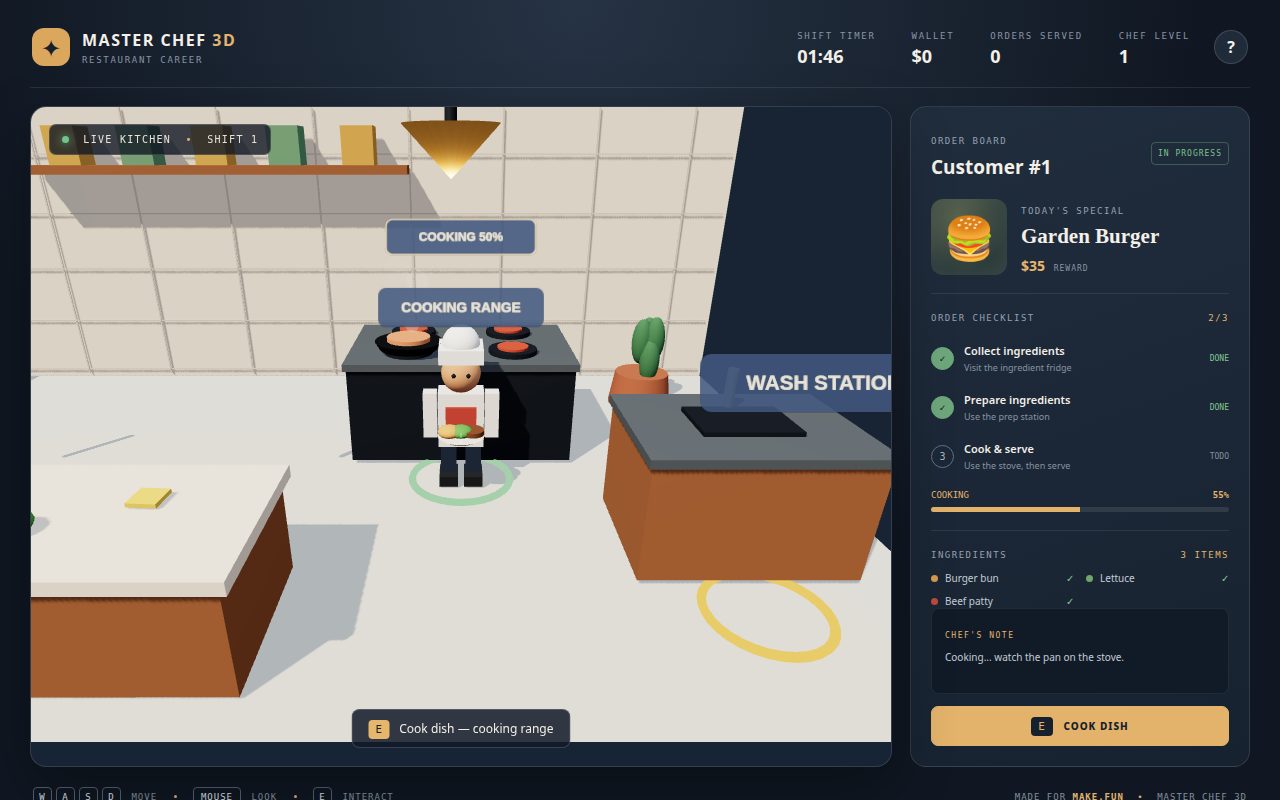 MASTER CHEF 3D
RESTAURANT CAREER
SHIFT TIMER
01:46
WALLET
$0
ORDERS SERVED
0
CHEF LEVEL
1
?
LIVE KITCHEN • SHIFT 1
COOKING 50%
COOKING RANGE
WASH STATION
E Cook dish — cooking range
ORDER BOARD
Customer #1
IN PROGRESS
TODAY'S SPECIAL
Garden Burger
$35 REWARD
ORDER CHECKLIST 2/3
✓ Collect ingredients DONE
Visit the ingredient fridge
✓ Prepare ingredients DONE
Use the prep station
3 Cook & serve TODO
Use the stove, then serve
COOKING 55%
INGREDIENTS 3 ITEMS
Burger bun ✓ Lettuce ✓
Beef patty ✓
CHEF'S NOTE
Cooking… watch the pan on the stove.
E COOK DISH
W A S D MOVE • MOUSE LOOK • E INTERACT
MADE FOR MAKE.FUN • MASTER CHEF 3D